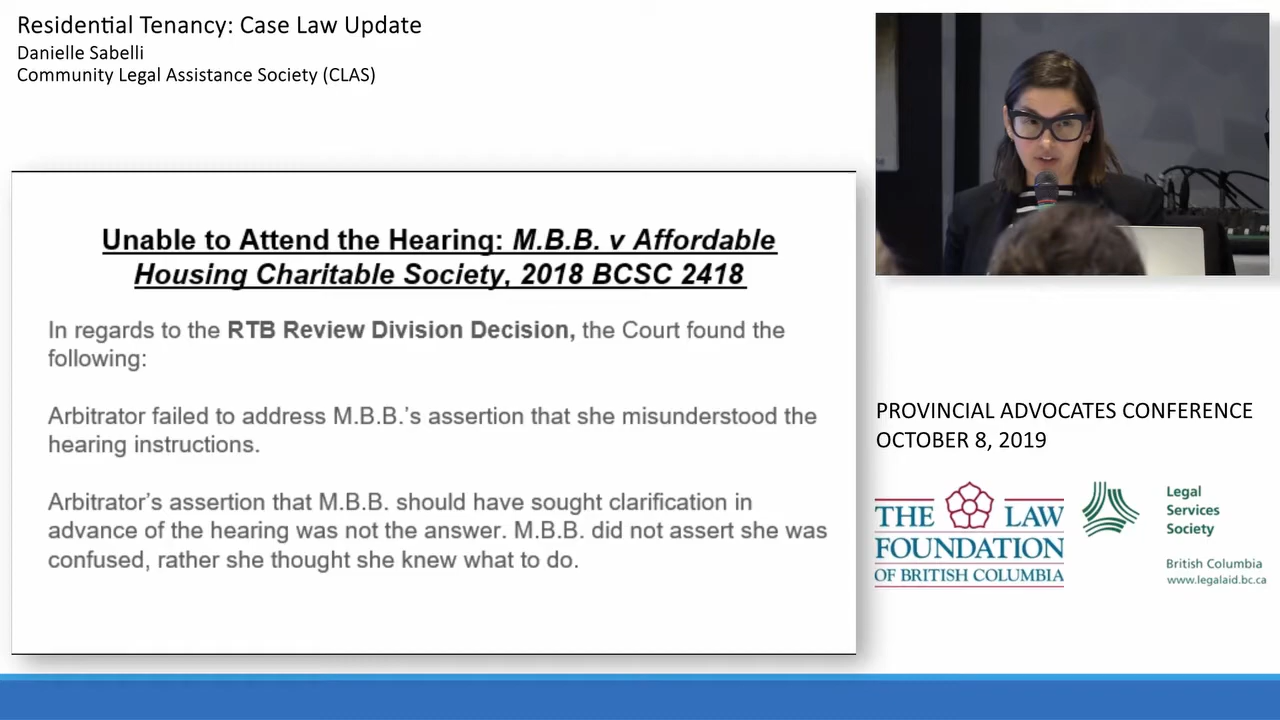 Residential Tenancy: Case Law Update
Danielle Sabelli
Community Legal Assistance Society (CLAS)
Unable to Attend the Hearing: M.B.B. v Affordable
Housing Charitable Society, 2018 BCSC 2418
In regards to the RTB Review Division Decision, the Court found the
following:
Arbitrator failed to address M.B.B.'s assertion that she misunderstood the
hearing instructions.
Arbitrator's assertion that M.B.B. should have sought clarification in
advance of the hearing was not the answer. M.B.B. did not assert she was
confused, rather she thought she knew what to do.
PROVINCIAL ADVOCATES CONFERENCE
OCTOBER 8, 2019
THE LAW
FOUNDATION
OF BRITISH COLUMBIA
Legal
Services
Society
British Columbia
www.legalaid.bc.ca